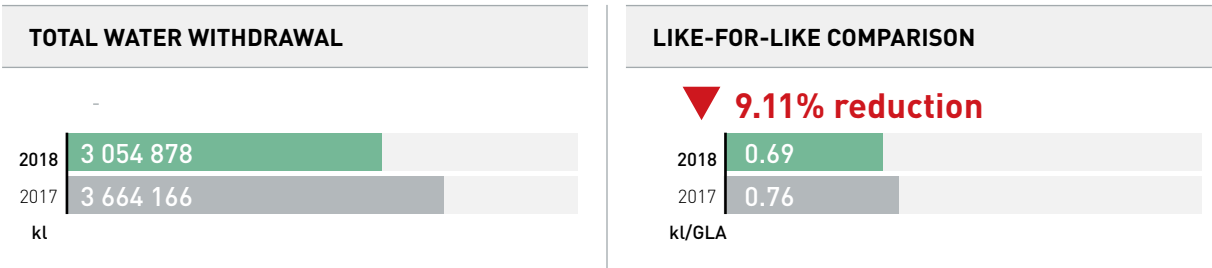 TOTAL WATER WITHDRAWAL
-
2018 3 054 878
2017 3 664 166
kl
LIKE-FOR-LIKE COMPARISON
9.11% reduction
2018 0.69
2017 0.76
kl/GLA